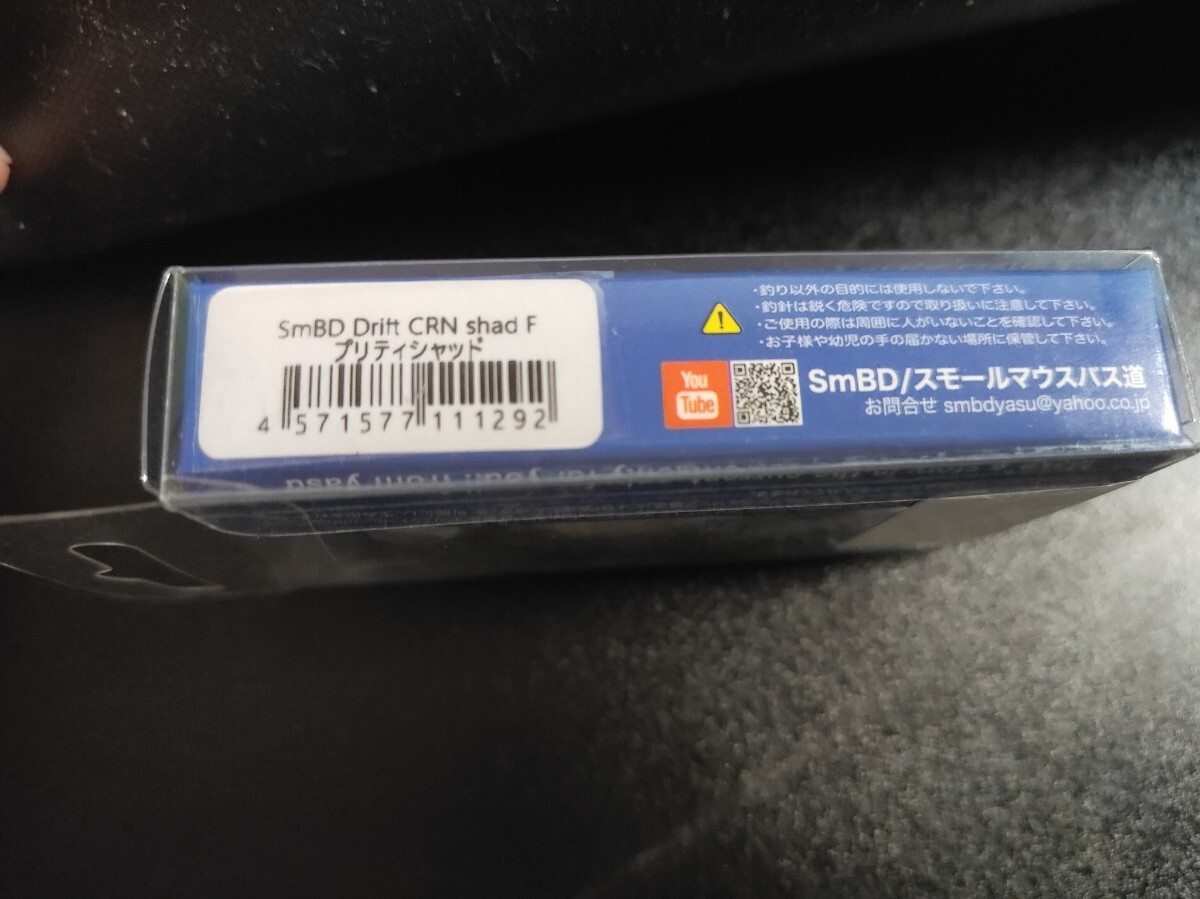 SmBD Drift CRN shad F
プリティシャッド
4 571577 111292
・釣り以外の目的には使用しないで下さい。
・釣針は鋭く危険ですので取り扱いに注意して下さい。
・ご使用の際は周囲に人がいないことを確認して下さい。
・お子様や幼児の手の届かない場所に保管して下さい。
You
Tube
SmBD/スモールマウスバス道
お問合せ smbdyasu@yahoo.co.jp
for you!! from yasu